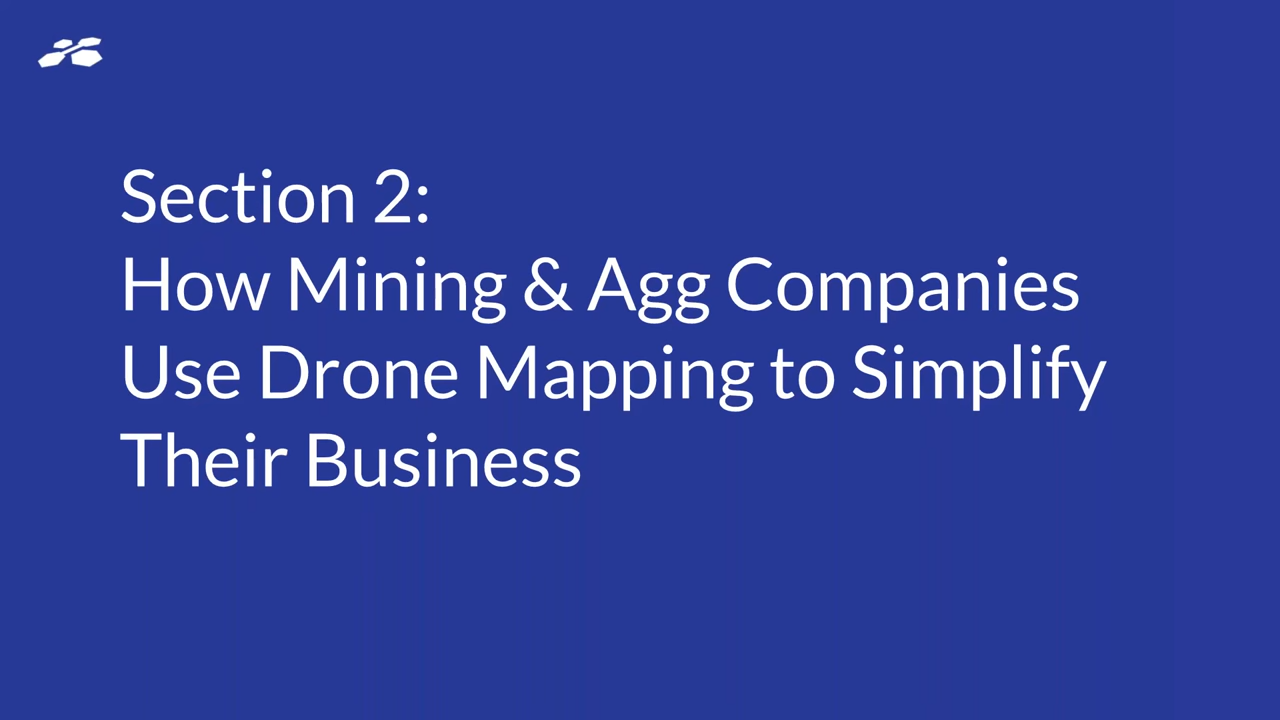 Section 2:
How Mining & Agg Companies
Use Drone Mapping to Simplify
Their Business